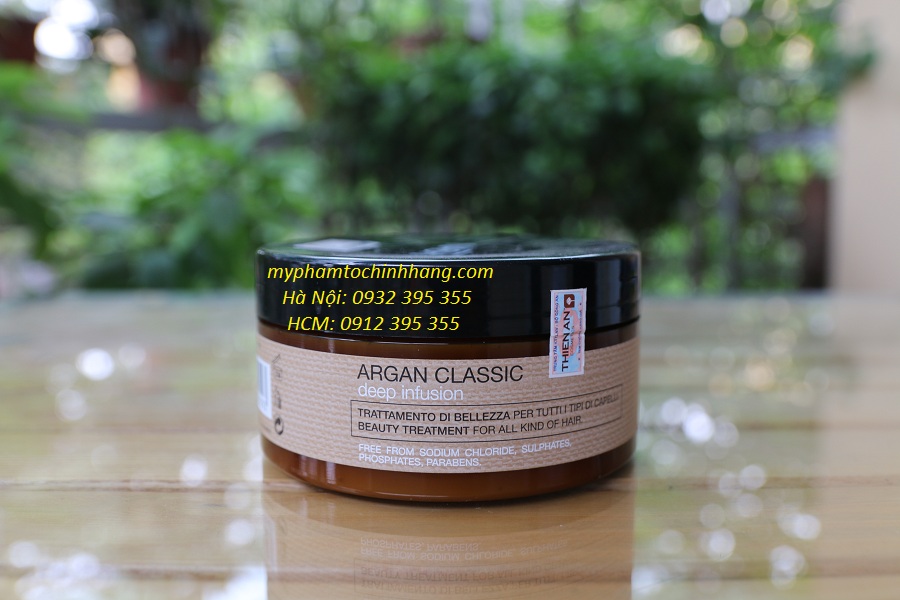 myphamtochinhhang.com
Hà Nội: 0932 395 355
HCM: 0912 395 355
THIEN AN
ARGAN CLASSIC
deep infusion
TRATTAMENTO DI BELLEZZA PER TUTTI I TIPI DI CAPELLI
BEAUTY TREATMENT FOR ALL KIND OF HAIR
FREE FROM SODIUM CHLORIDE, SULPHATES,
PHOSPHATES, PARABENS.